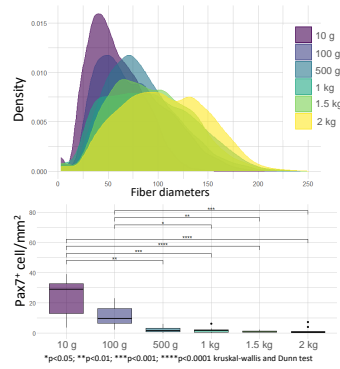 Density
0.015
0.010
0.005
0.000
0
50
100
150
200
250
Fiber diameters
10 g
100 g
500 g
1 kg
1.5 kg
2 kg
Pax7⁺ cell/mm²
80
60
40
20
0
***
**
*
****
****
***
**
10 g 100 g 500 g 1 kg 1.5 kg 2 kg
*p<0.05; **p<0.01; ***p<0.001; ****p<0.0001 kruskal-wallis and Dunn test